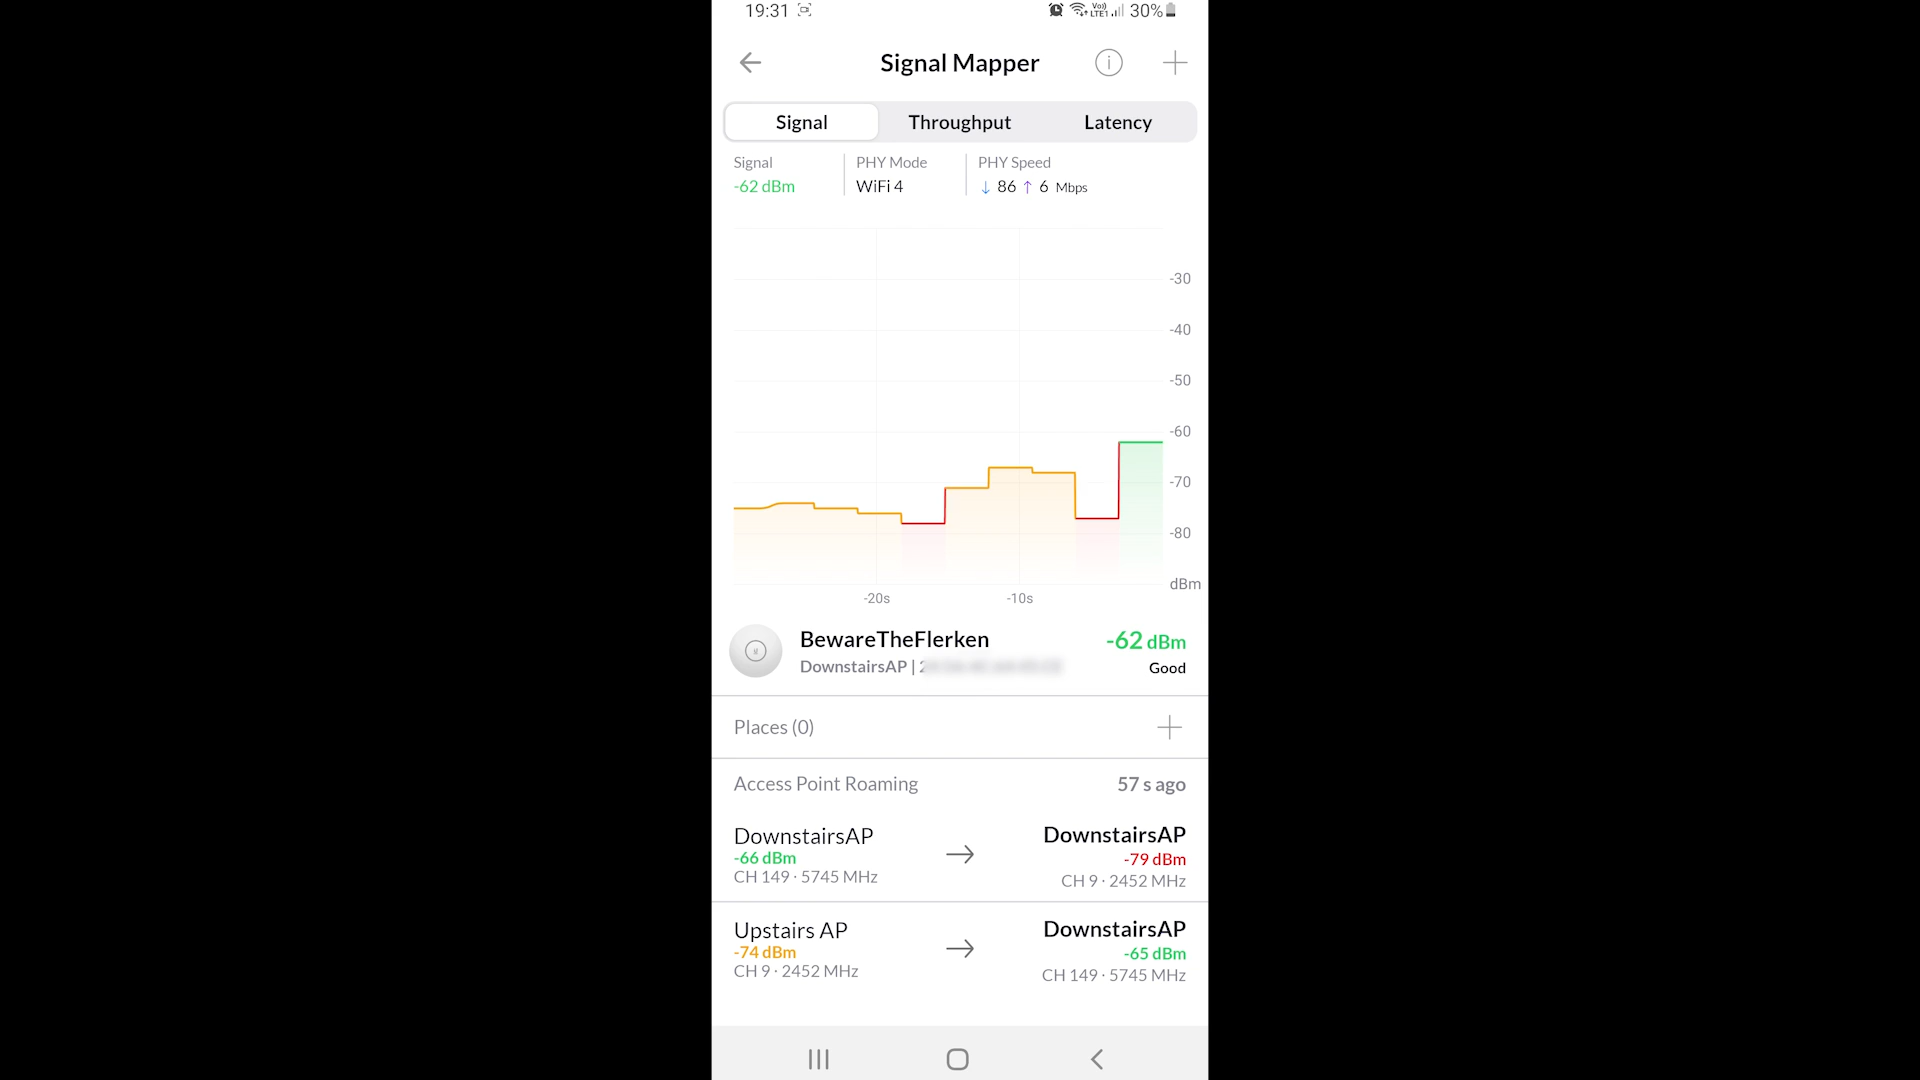 19:31 Vo)) LTE1 30%
Signal Mapper
Signal Throughput Latency
Signal PHY Mode PHY Speed
-62 dBm WiFi 4 ↓ 86 ↑ 6 Mbps
-30
-40
-50
-60
-70
-80
dBm
-20s -10s
BewareTheFlerken -62 dBm
DownstairsAP | Good
Places (0)
Access Point Roaming 57 s ago
DownstairsAP → DownstairsAP
-66 dBm -79 dBm
CH 149 · 5745 MHz CH 9 · 2452 MHz
Upstairs AP → DownstairsAP
-74 dBm -65 dBm
CH 9 · 2452 MHz CH 149 · 5745 MHz